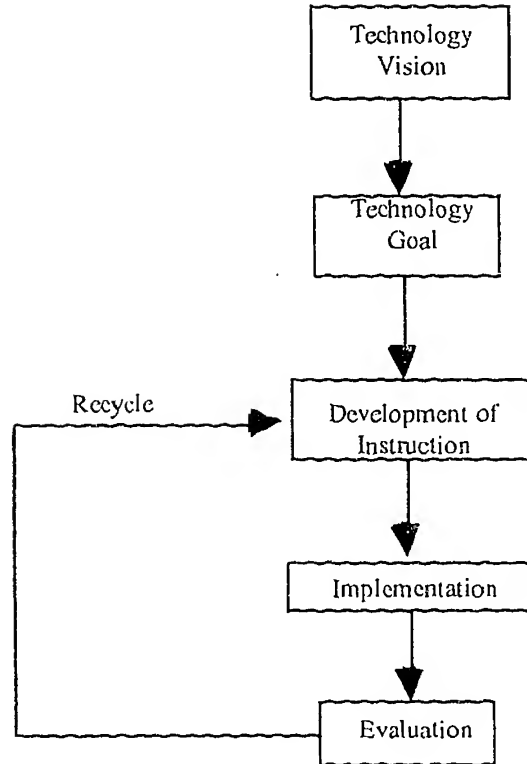 Technology
Vision
Technology
Goal
Recycle
Development of
Instruction
Implementation
Evaluation